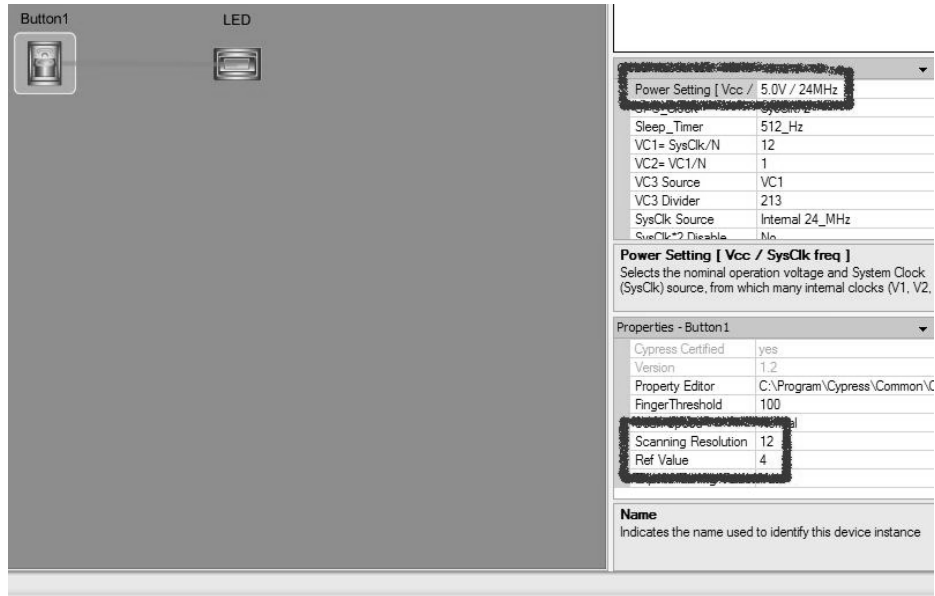 Button1 LED
Power Setting [ Vcc / 5.0V / 24MHz
Sleep_Timer 512_Hz
VC1= SysClk/N 12
VC2= VC1/N 1
VC3 Source VC1
VC3 Divider 213
SysClk Source Internal 24_MHz
SysClk*2 Disable No
Power Setting [ Vcc / SysClk freq ]
Selects the nominal operation voltage and System Clock
(SysClk) source, from which many internal clocks (V1, V2,
Properties - Button1
Cypress Certified yes
Version 1.2
Property Editor C:\Program\Cypress\Common\C
FingerThreshold 100
Scanning Resolution 12
Ref Value 4
Name
Indicates the name used to identify this device instance